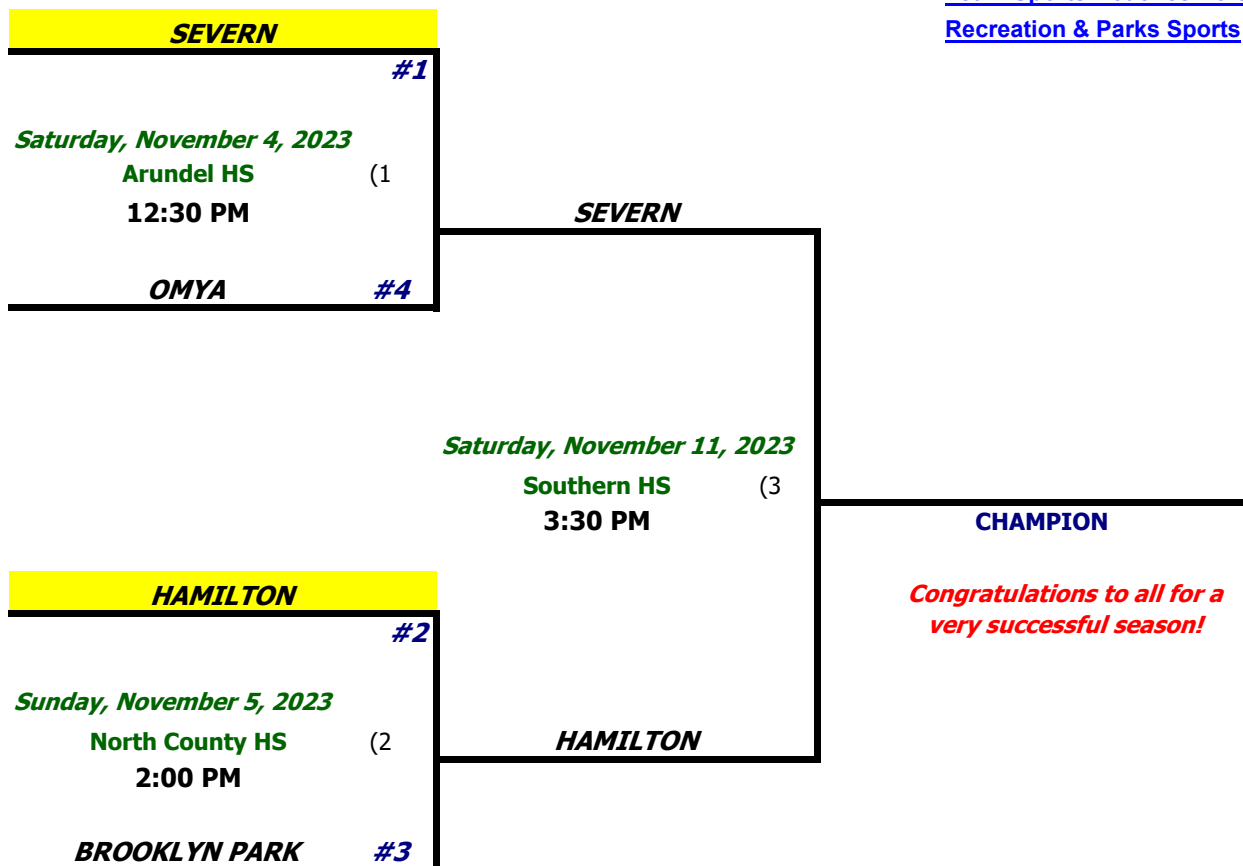 Recreation & Parks Sports
SEVERN
#1
Saturday, November 4, 2023
Arundel HS (1
12:30 PM
SEVERN
OMYA #4
Saturday, November 11, 2023
Southern HS (3
3:30 PM
CHAMPION
HAMILTON
#2
Congratulations to all for a
very successful season!
Sunday, November 5, 2023
North County HS (2
2:00 PM
HAMILTON
BROOKLYN PARK #3